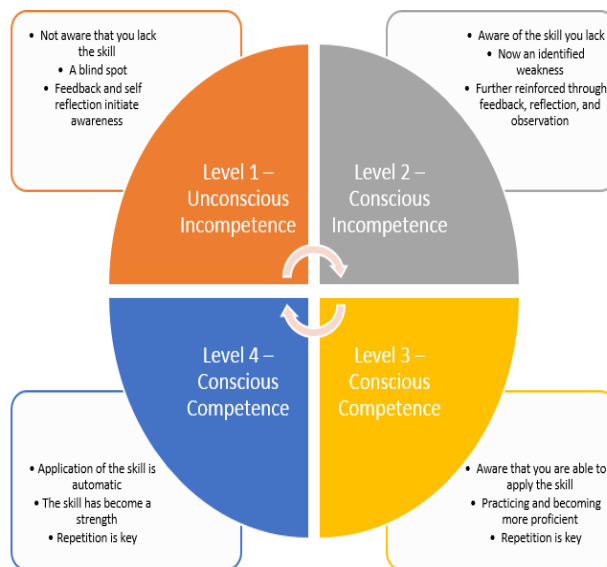 • Not aware that you lack
the skill
• A blind spot
• Feedback and self
reflection initiate
awareness
• Aware of the skill you lack
• Now an identified
weakness
• Further reinforced through
feedback, reflection, and
observation
Level 1 –
Unconscious
Incompetence
Level 2 –
Conscious
Incompetence
Level 4 –
Conscious
Competence
Level 3 –
Conscious
Competence
• Application of the skill is
automatic
• The skill has become a
strength
• Repetition is key
• Aware that you are able to
apply the skill
• Practicing and becoming
more proficient
• Repetition is key